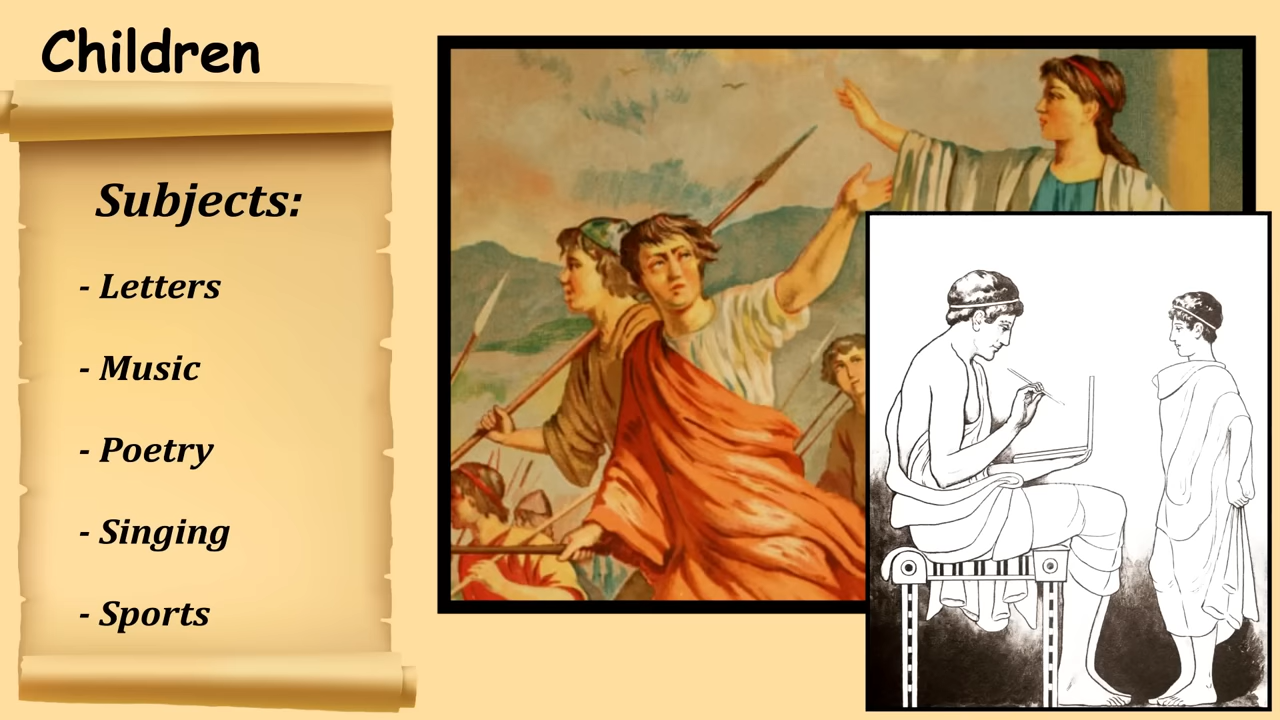 Children
Subjects:
- Letters
- Music
- Poetry
- Singing
- Sports